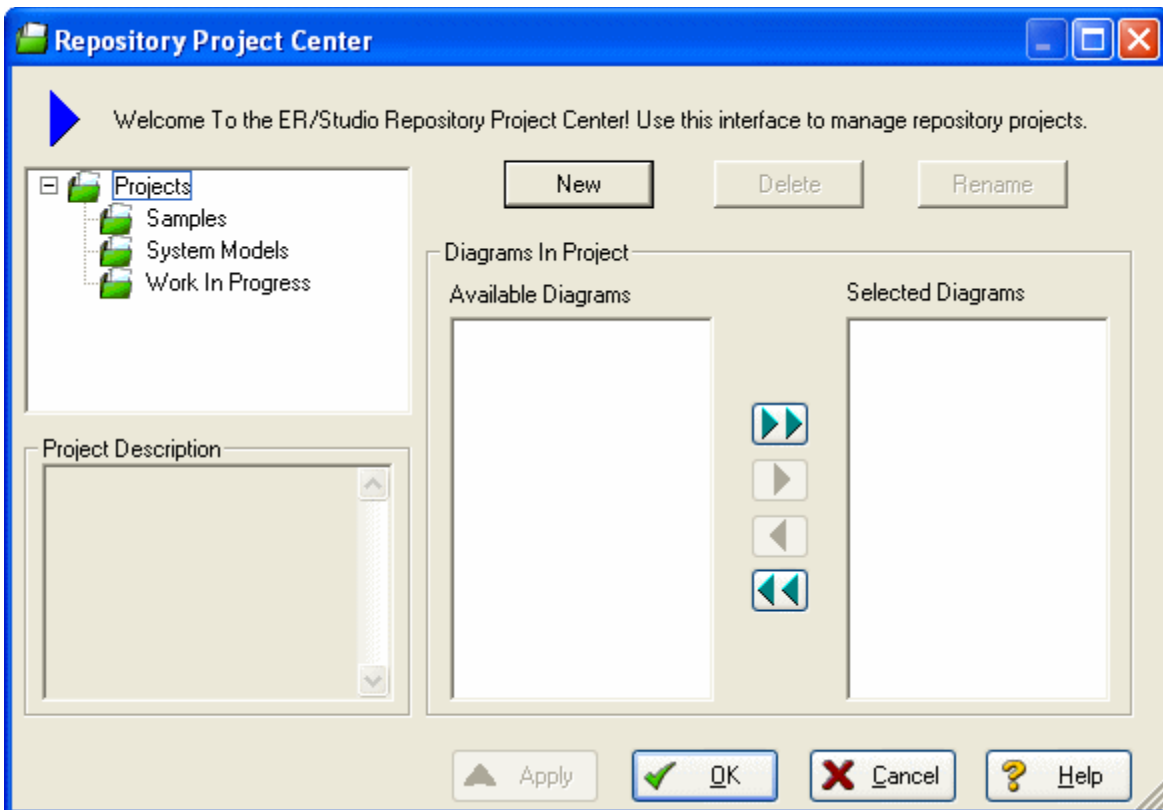 Repository Project Center
Welcome To the ER/Studio Repository Project Center! Use this interface to manage repository projects.
Projects
Samples
System Models
Work In Progress
New
Delete
Rename
Diagrams In Project
Available Diagrams
Selected Diagrams
Project Description
Apply
OK
Cancel
Help